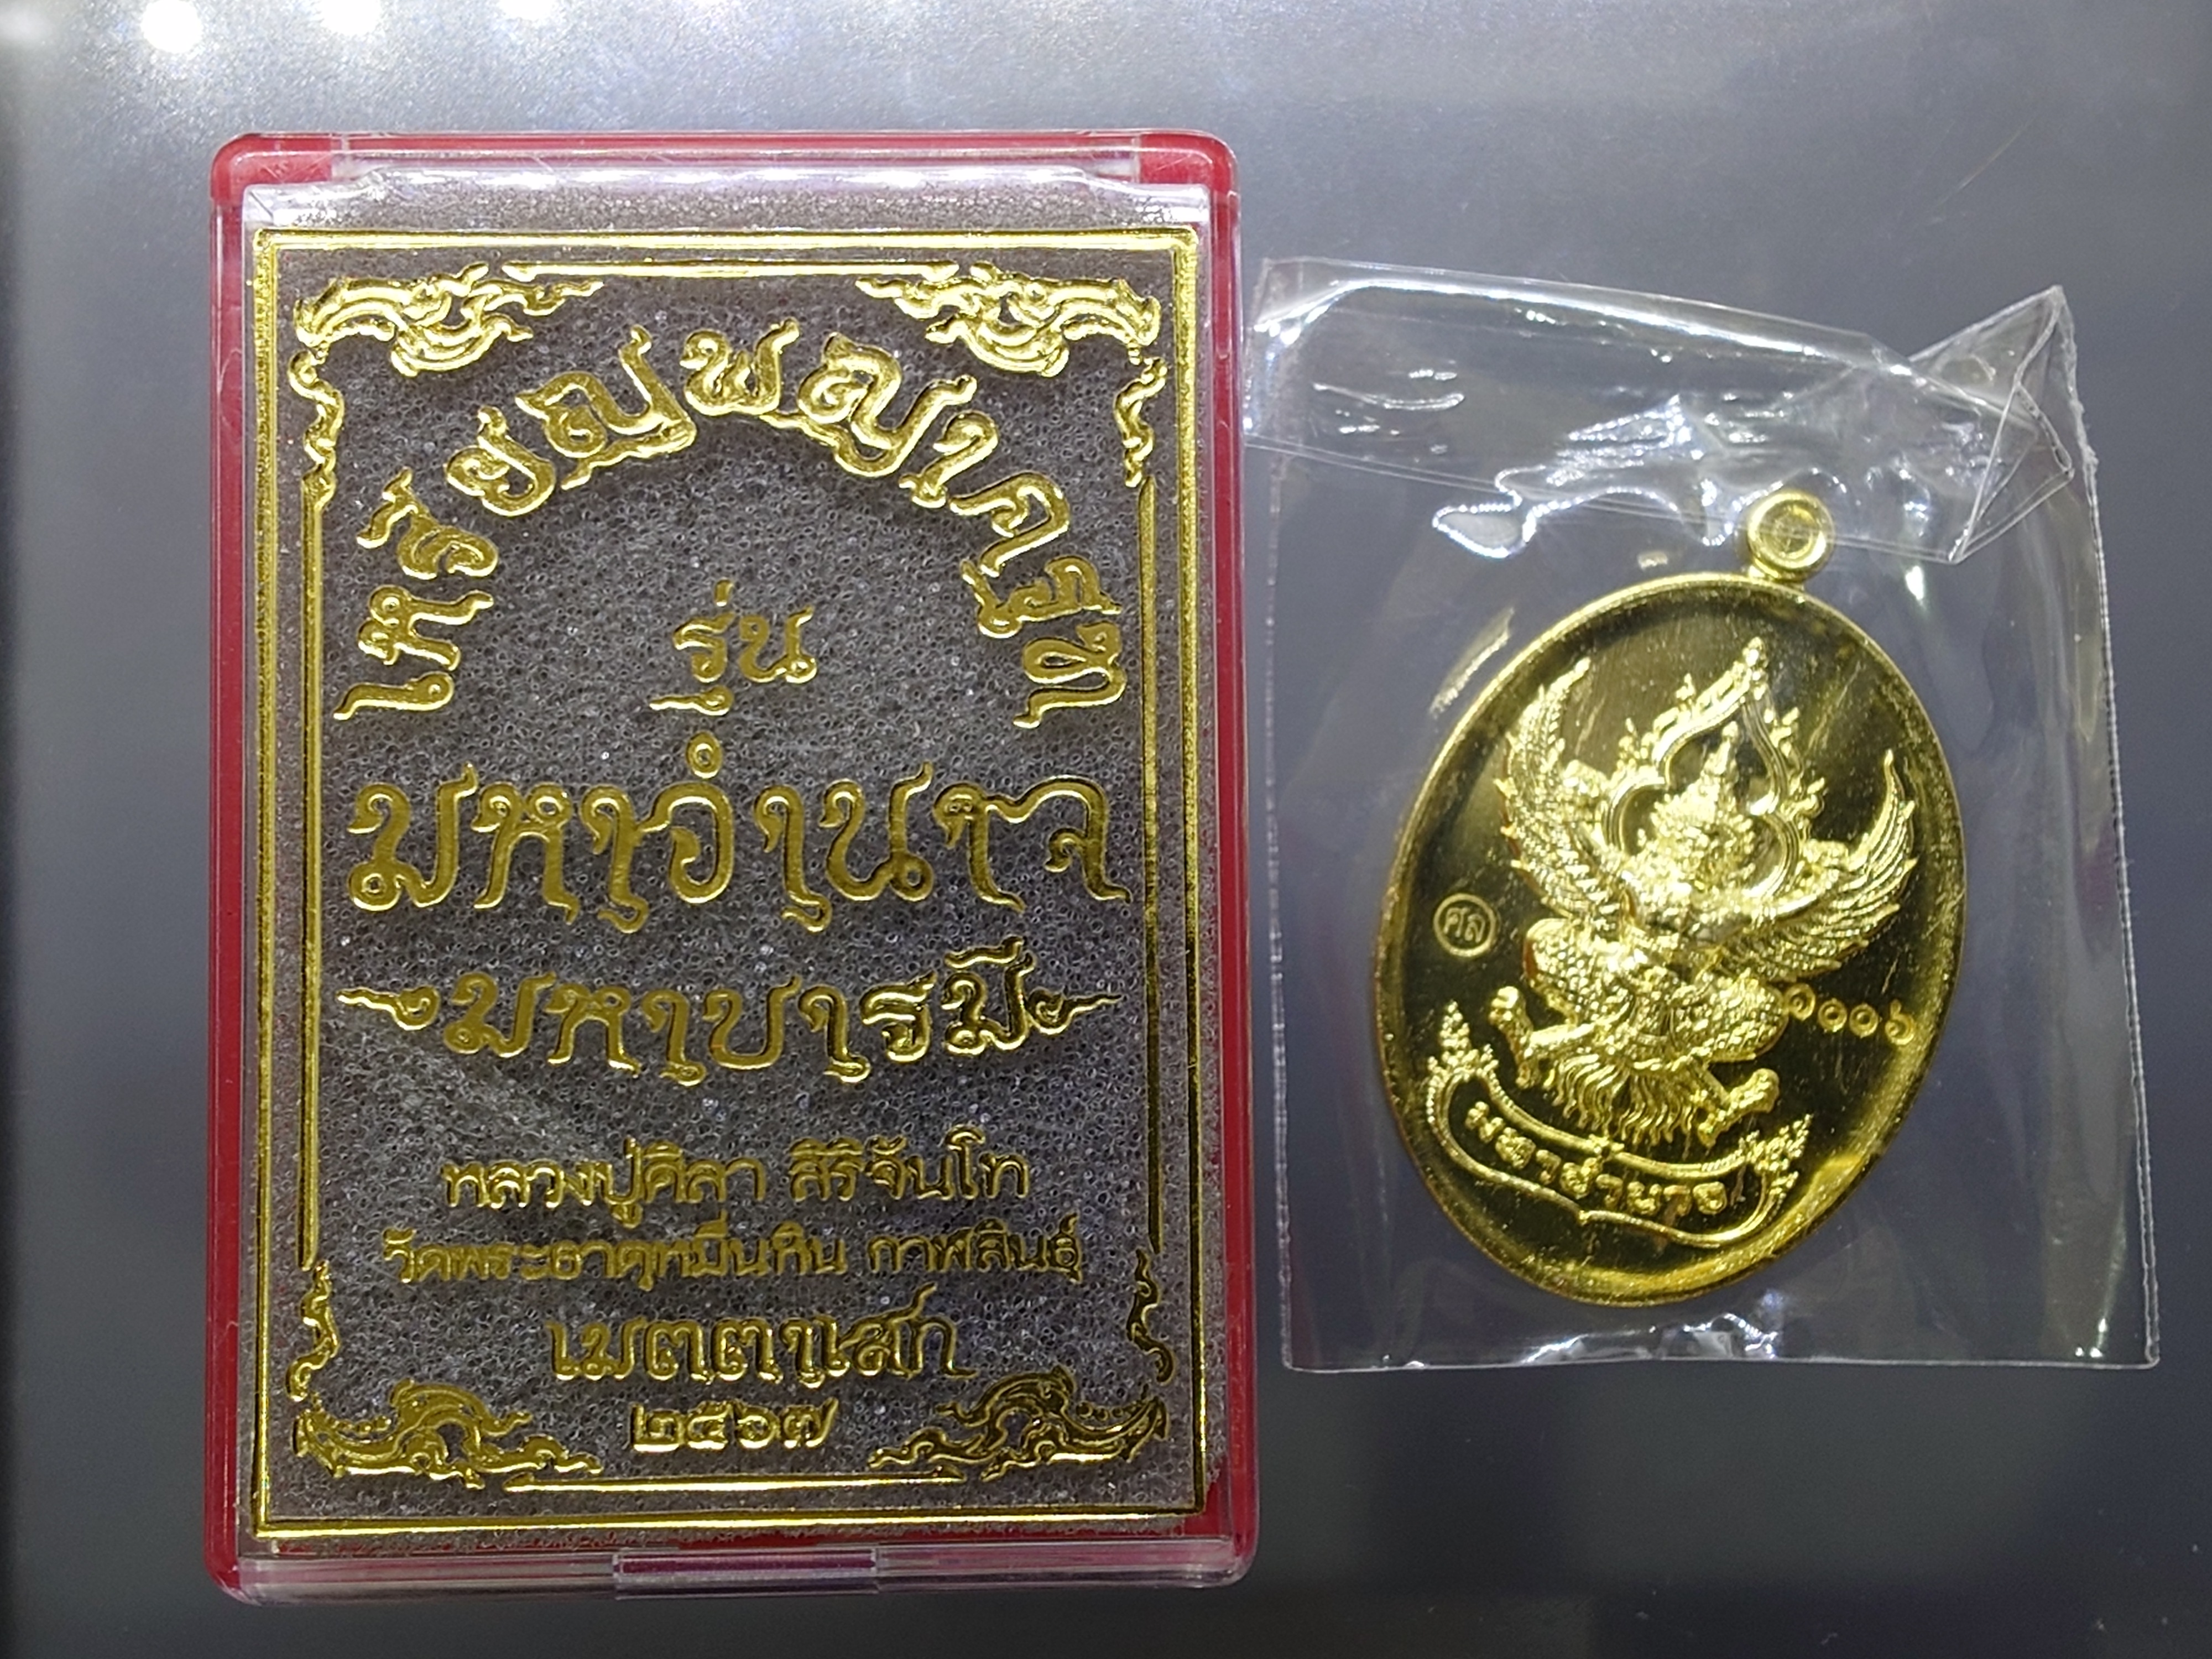 เหรียญพญาครุฑ
รุ่น
มหาอำนาจ
มหาบารมี
หลวงปู่ศิลา สิริจันโท
วัดพระธาตุหมื่นหิน กาฬสินธุ์
เมตตาเสก
๒๕๖๗
ศล
๑๐๐๖
มหาอำนาจ